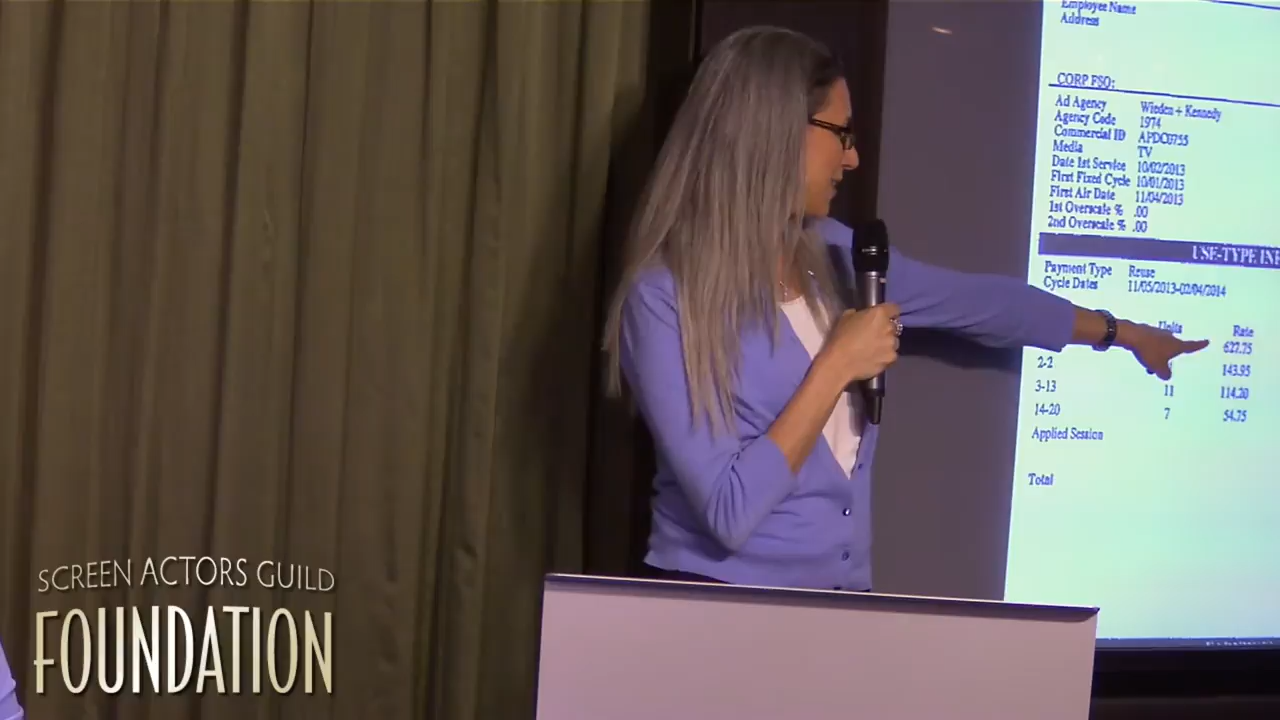 Employee Name
Address
CORP FSO:
Ad Agency Wieden + Kennedy
Agency Code 1974
Commercial ID APDC0755
Media TV
Date 1st Service 10/02/2013
First Fixed Cycle 10/01/2013
First Air Date 11/04/2013
1st Overscale % .00
2nd Overscale % .00
USE-TYPE INF
Payment Type Reuse
Cycle Dates 11/05/2013-02/04/2014
Units Rate
627.75
2-2 143.95
3-13 11 114.20
14-20 7 54.75
Applied Session
Total
SCREEN ACTORS GUILD
FOUNDATION